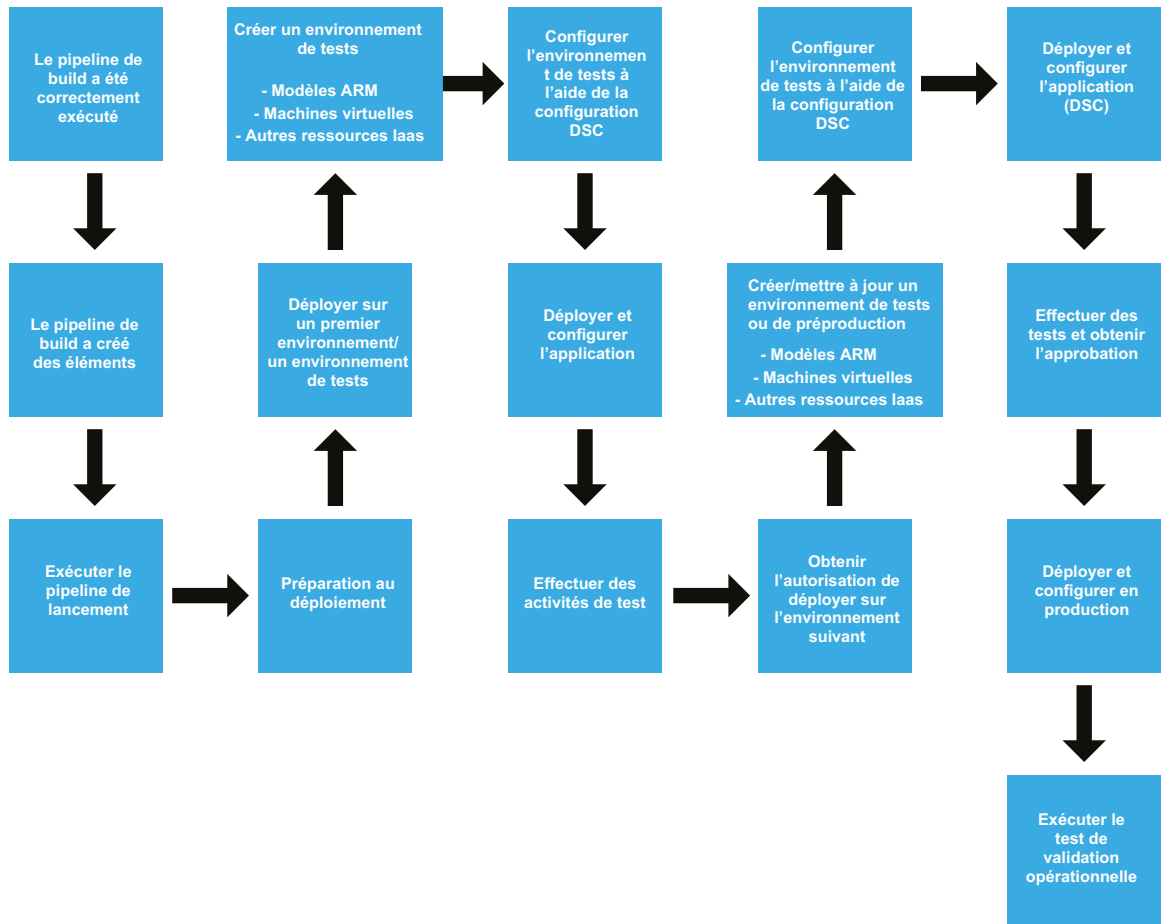 Le pipeline de
build a été
correctement
exécuté
Le pipeline de
build a créé
des éléments
Exécuter le
pipeline de
lancement
Préparation au
déploiement
Déployer sur
un premier
environnement/
un environnement
de tests
Créer un environnement
de tests
- Modèles ARM
- Machines virtuelles
- Autres ressources Iaas
Configurer
l’environnemen
t de tests à
l’aide de la
configuration
DSC
Déployer et
configurer
l’application
Effectuer des
activités de test
Obtenir
l’autorisation de
déployer sur
l’environnement
suivant
Créer/mettre à jour un
environnement de tests
ou de préproduction
- Modèles ARM
- Machines virtuelles
- Autres ressources Iaas
Configurer
l’environnement
de tests à l’aide de
la configuration
DSC
Déployer et
configurer
l’application
(DSC)
Effectuer des
tests et obtenir
l’approbation
Déployer et
configurer en
production
Exécuter le
test de
validation
opérationnelle